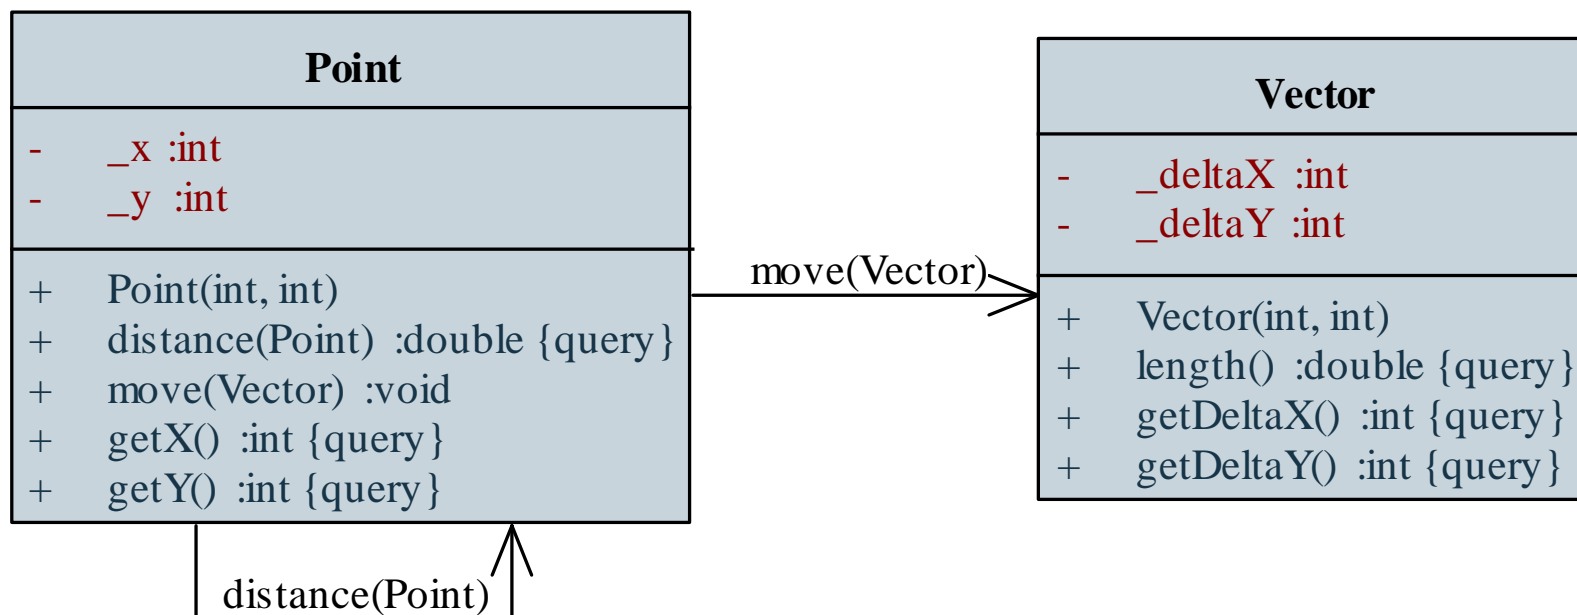 Point
- _x :int
- _y :int
+ Point(int, int)
+ distance(Point) :double {query}
+ move(Vector) :void
+ getX() :int {query}
+ getY() :int {query}
move(Vector)
Vector
- _deltaX :int
- _deltaY :int
+ Vector(int, int)
+ length() :double {query}
+ getDeltaX() :int {query}
+ getDeltaY() :int {query}
distance(Point)